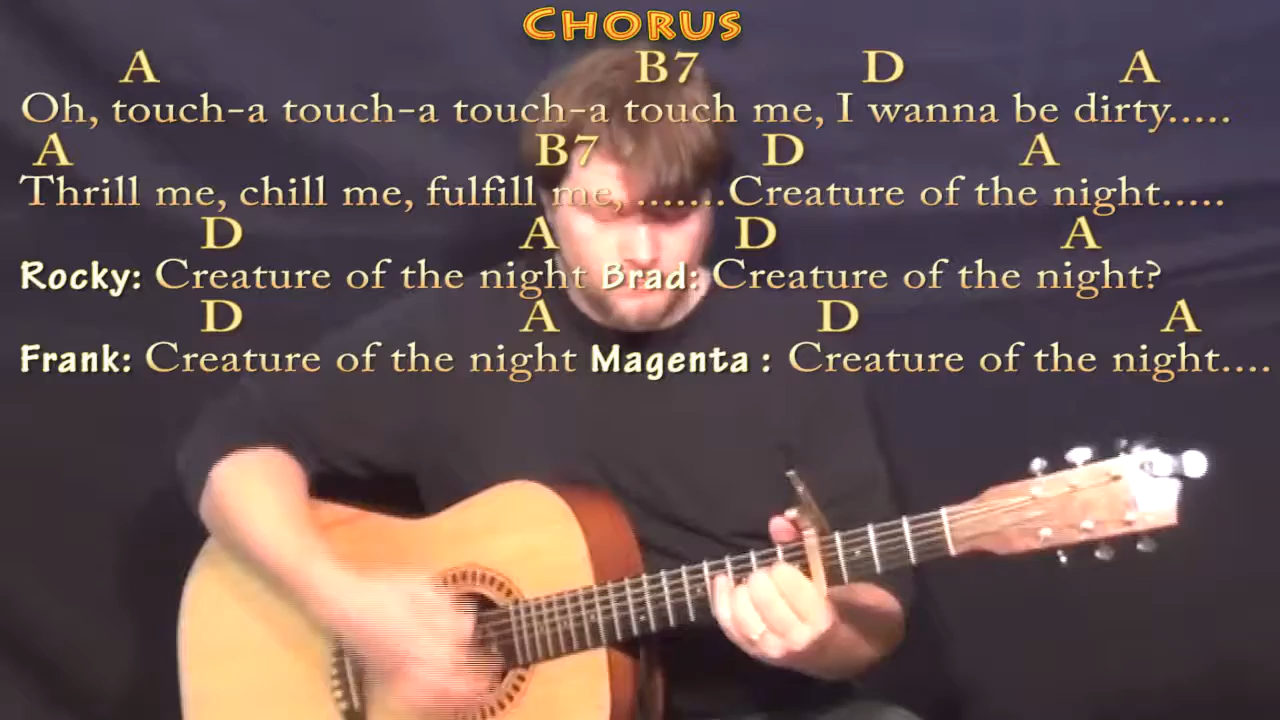 CHORUS
A B7 D A
Oh, touch-a touch-a touch-a touch me, I wanna be dirty.....
A B7 D A
Thrill me, chill me, fulfill me, .......Creature of the night.....
D A D A
Rocky: Creature of the night Brad: Creature of the night?
D A D A
Frank: Creature of the night Magenta : Creature of the night....